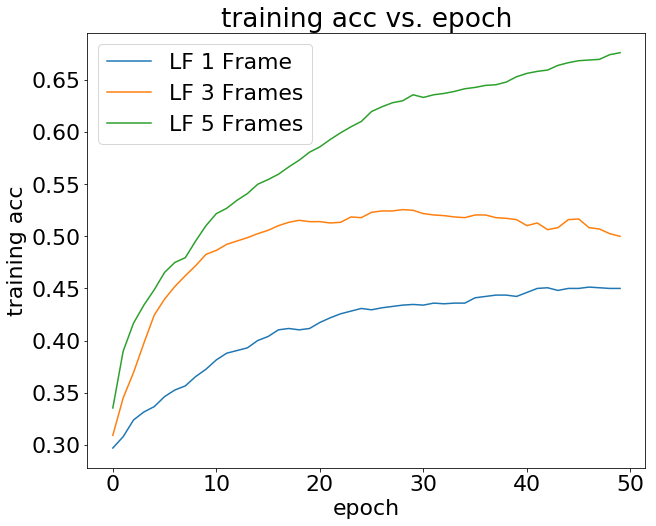 training acc vs. epoch
LF 1 Frame
LF 3 Frames
LF 5 Frames
training acc
0.65
0.60
0.55
0.50
0.45
0.40
0.35
0.30
0 10 20 30 40 50
epoch